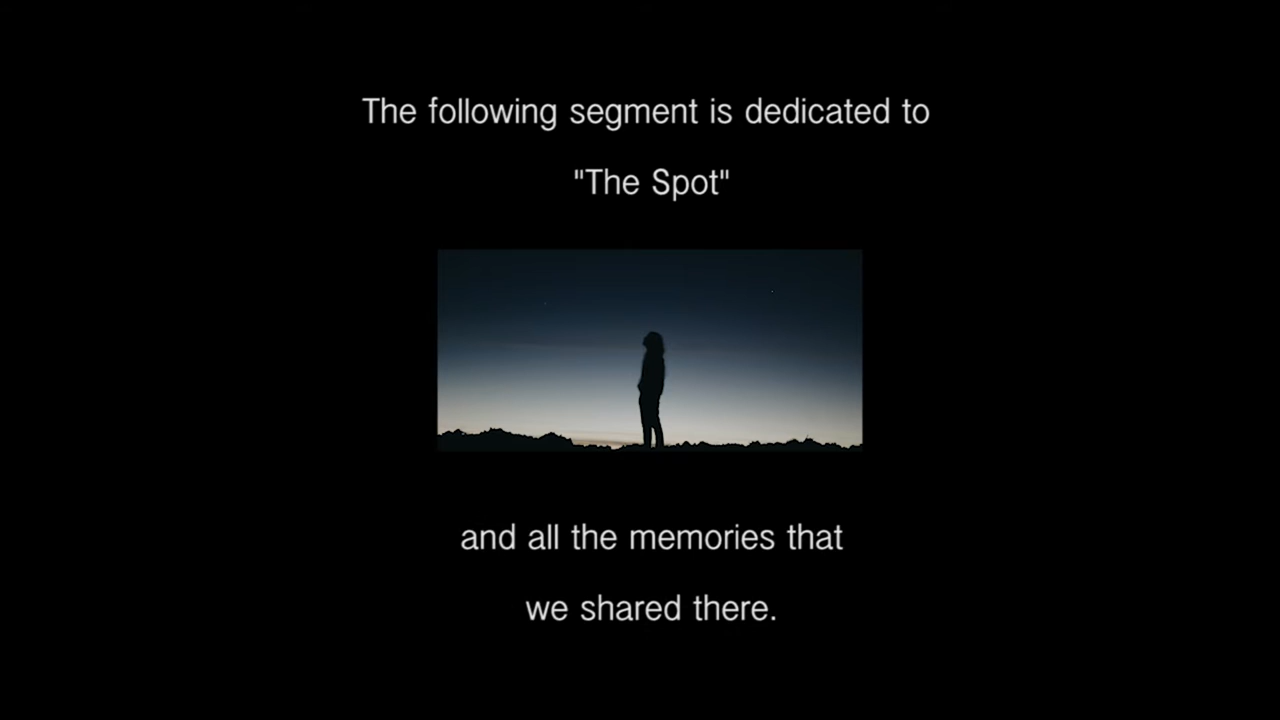 The following segment is dedicated to
"The Spot"
and all the memories that
we shared there.